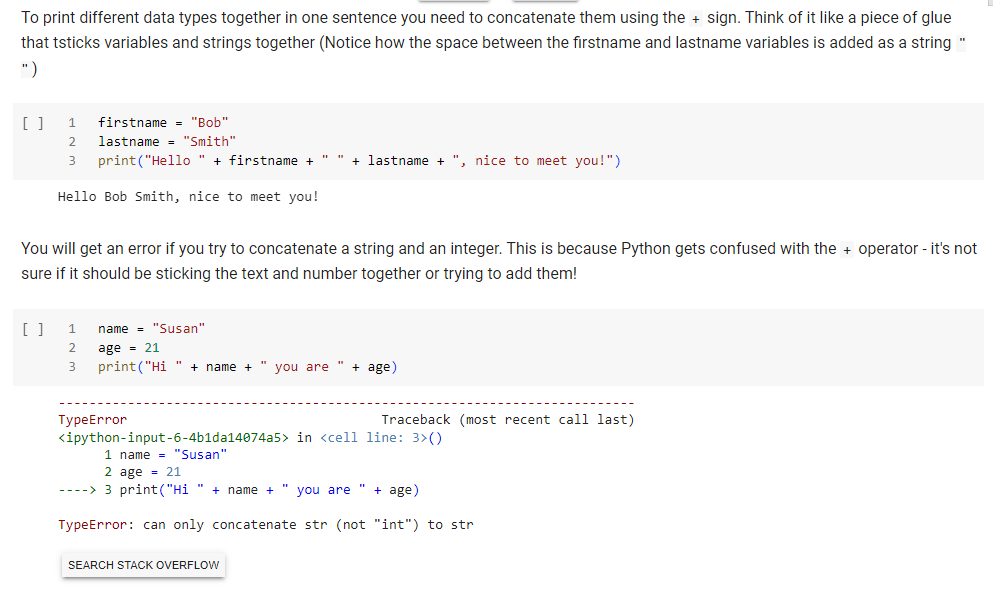 To print different data types together in one sentence you need to concatenate them using the + sign. Think of it like a piece of glue
that tsticks variables and strings together (Notice how the space between the firstname and lastname variables is added as a string "
")
[ ] 1 firstname = "Bob"
2 lastname = "Smith"
3 print("Hello " + firstname + " " + lastname + ", nice to meet you!")
Hello Bob Smith, nice to meet you!
You will get an error if you try to concatenate a string and an integer. This is because Python gets confused with the + operator - it's not
sure if it should be sticking the text and number together or trying to add them!
[ ] 1 name = "Susan"
2 age = 21
3 print("Hi " + name + " you are " + age)
---------------------------------------------------------------------------
TypeError Traceback (most recent call last)
<ipython-input-6-4b1da14074a5> in <cell line: 3>()
1 name = "Susan"
2 age = 21
----> 3 print("Hi " + name + " you are " + age)
TypeError: can only concatenate str (not "int") to str
SEARCH STACK OVERFLOW